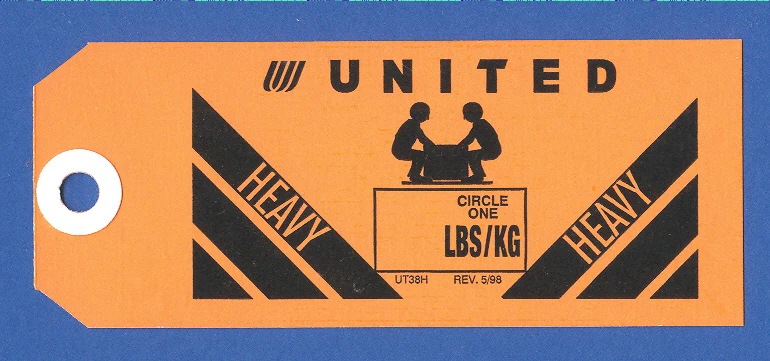 UNITED
HEAVY
CIRCLE
ONE
LBS/KG
HEAVY
UT38H REV. 5/98